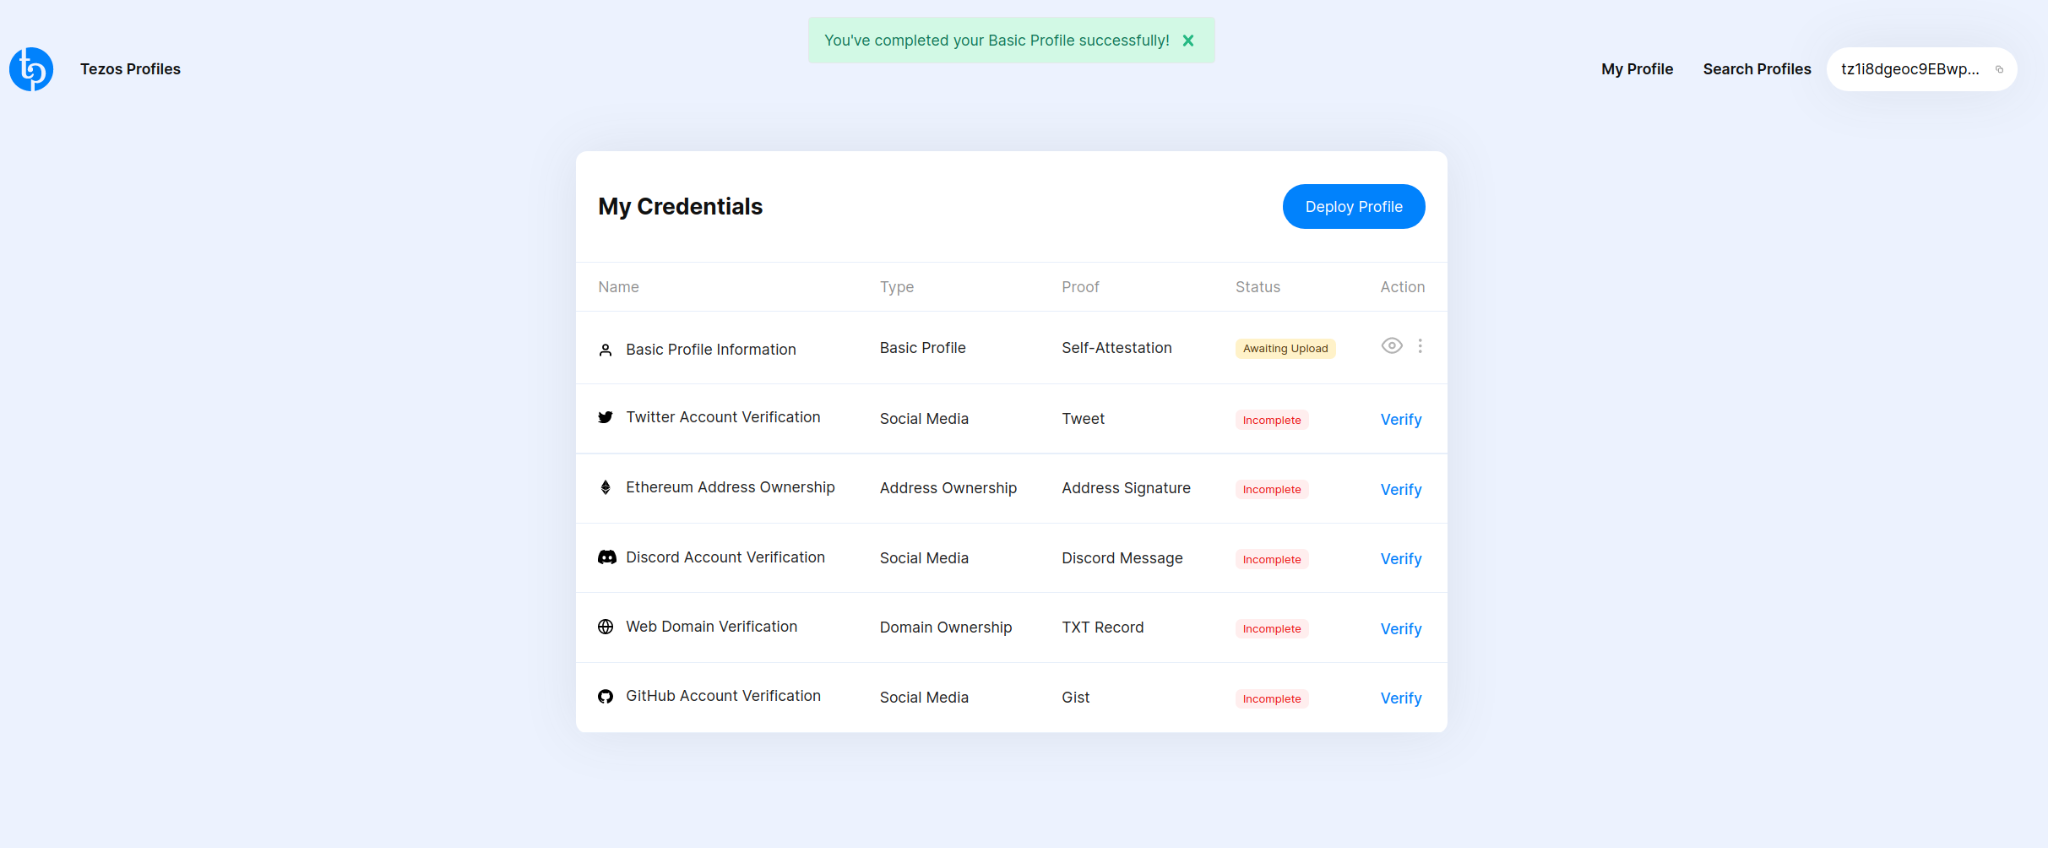 You've completed your Basic Profile successfully!
Tezos Profiles
My Profile
Search Profiles
tz1i8dgeoc9EBwp...
My Credentials
Deploy Profile
Name Type Proof Status Action
Basic Profile Information Basic Profile Self-Attestation Awaiting Upload
Twitter Account Verification Social Media Tweet Incomplete Verify
Ethereum Address Ownership Address Ownership Address Signature Incomplete Verify
Discord Account Verification Social Media Discord Message Incomplete Verify
Web Domain Verification Domain Ownership TXT Record Incomplete Verify
GitHub Account Verification Social Media Gist Incomplete Verify